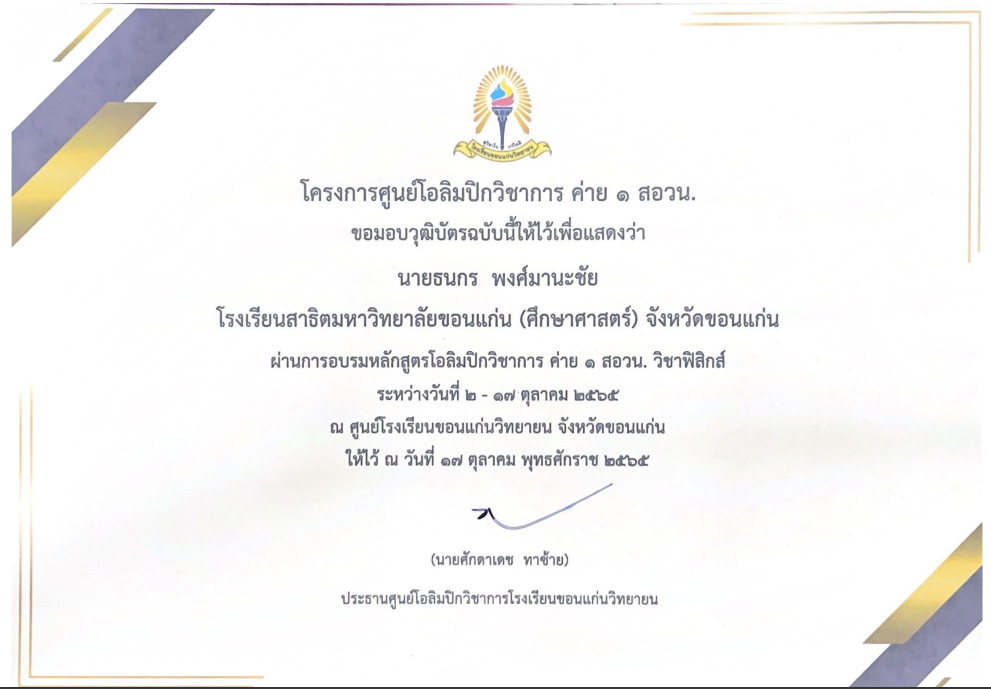 โรงเรียนขอนแก่นวิทยายน
โครงการศูนย์โอลิมปิกวิชาการ ค่าย ๑ สอวน.
ขอมอบวุฒิบัตรฉบับนี้ให้ไว้เพื่อแสดงว่า
นายธนกร พงศ์มานะชัย
โรงเรียนสาธิตมหาวิทยาลัยขอนแก่น (ศึกษาศาสตร์) จังหวัดขอนแก่น
ผ่านการอบรมหลักสูตรโอลิมปิกวิชาการ ค่าย ๑ สอวน. วิชาฟิสิกส์
ระหว่างวันที่ ๒ - ๑๗ ตุลาคม ๒๕๖๕
ณ ศูนย์โรงเรียนขอนแก่นวิทยายน จังหวัดขอนแก่น
ให้ไว้ ณ วันที่ ๑๗ ตุลาคม พุทธศักราช ๒๕๖๕
(นายศักดาเดช ทาซ้าย)
ประธานศูนย์โอลิมปิกวิชาการโรงเรียนขอนแก่นวิทยายน